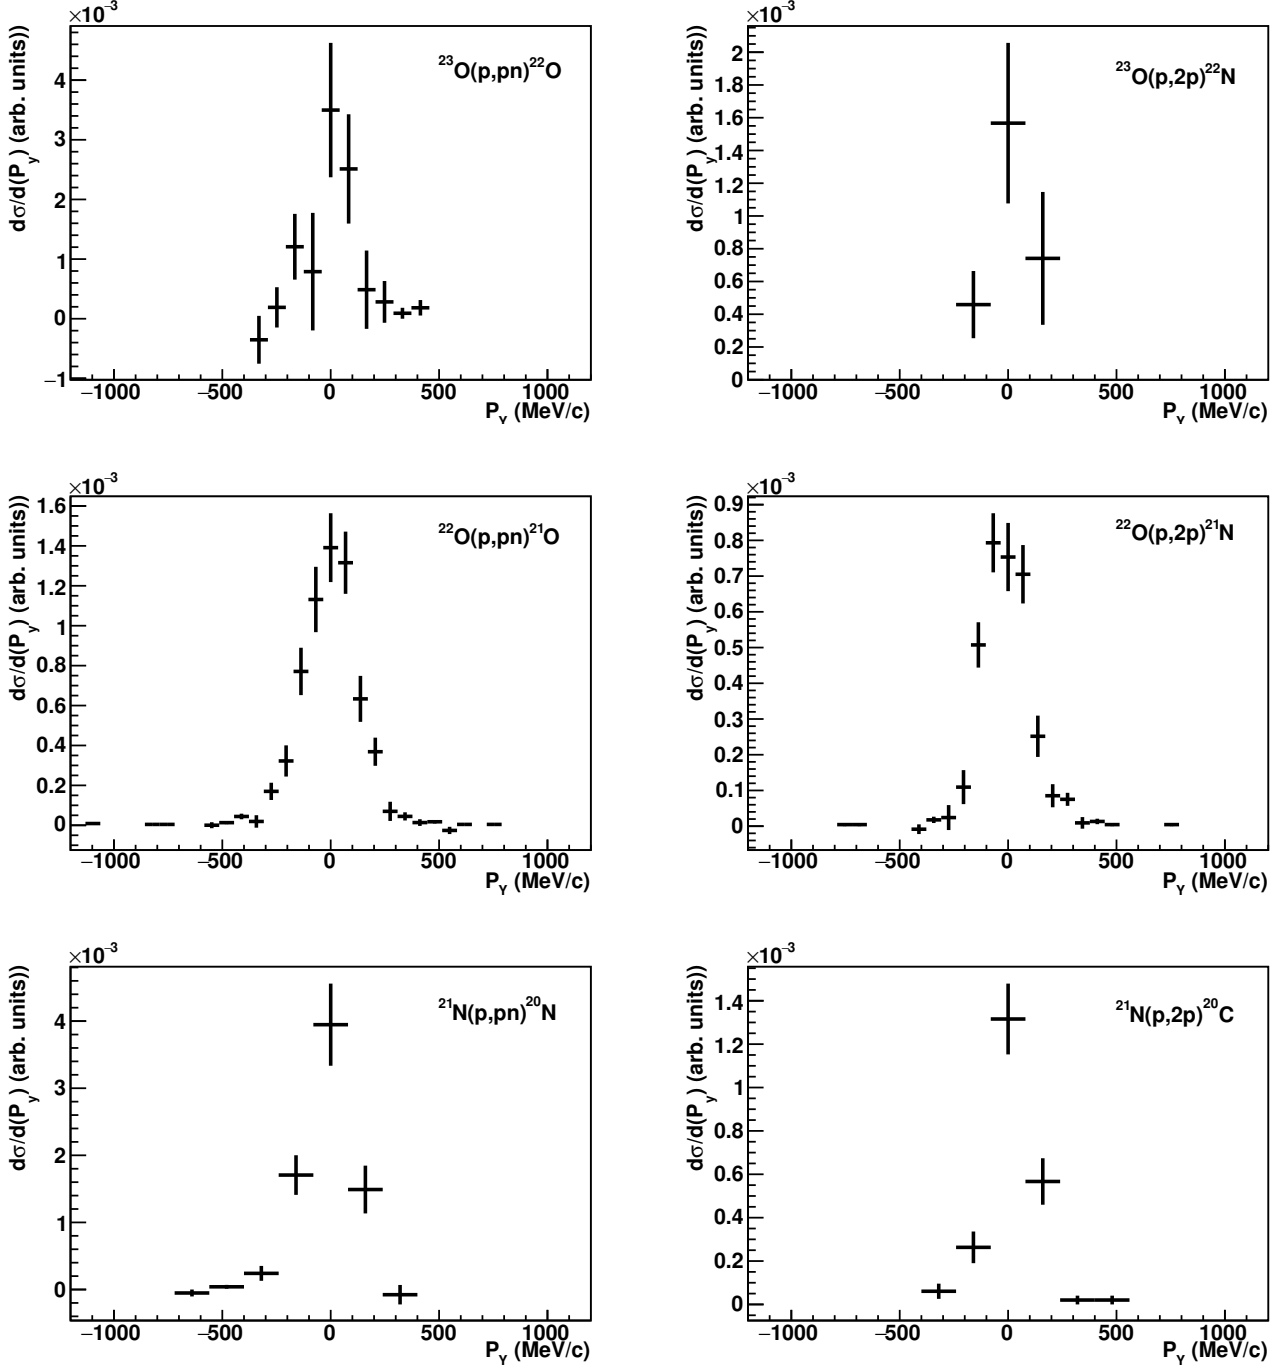 ×10⁻³
dσ/d(P_y) (arb. units))
²³O(p,pn)²²O
4
3
2
1
0
−1
−1000 −500 0 500 1000
P_Y (MeV/c)
×10⁻³
dσ/d(P_y) (arb. units))
²³O(p,2p)²²N
2
1.8
1.6
1.4
1.2
1
0.8
0.6
0.4
0.2
0
−1000 −500 0 500 1000
P_Y (MeV/c)
×10⁻³
dσ/d(P_y) (arb. units))
²²O(p,pn)²¹O
1.6
1.4
1.2
1
0.8
0.6
0.4
0.2
0
−1000 −500 0 500 1000
P_Y (MeV/c)
×10⁻³
dσ/d(P_y) (arb. units))
²²O(p,2p)²¹N
0.9
0.8
0.7
0.6
0.5
0.4
0.3
0.2
0.1
0
−1000 −500 0 500 1000
P_Y (MeV/c)
×10⁻³
dσ/d(P_y) (arb. units))
²¹N(p,pn)²⁰N
4
3
2
1
0
−1000 −500 0 500 1000
P_Y (MeV/c)
×10⁻³
dσ/d(P_y) (arb. units))
²¹N(p,2p)²⁰C
1.4
1.2
1
0.8
0.6
0.4
0.2
0
−1000 −500 0 500 1000
P_Y (MeV/c)